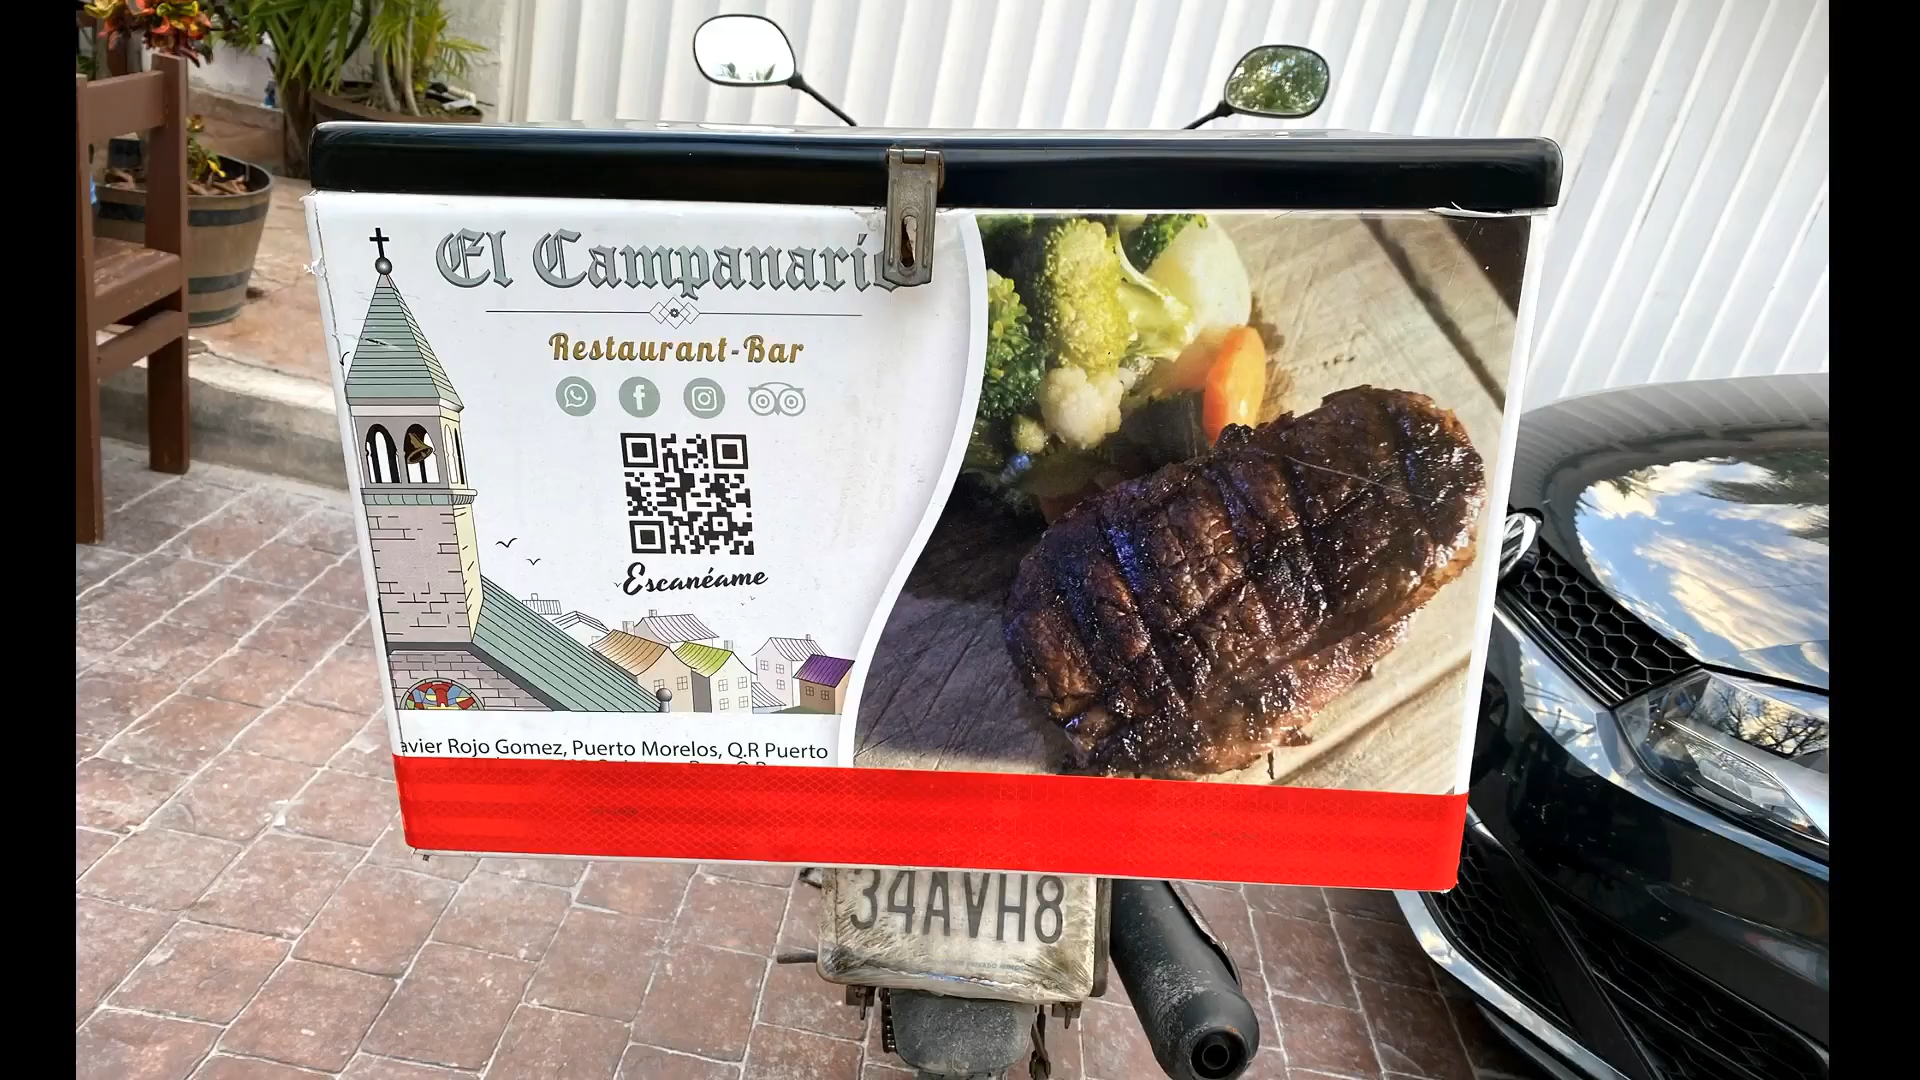 El Campanario
Restaurant-Bar
Escanéame
avier Rojo Gomez, Puerto Morelos, Q.R Puerto
34AVH8